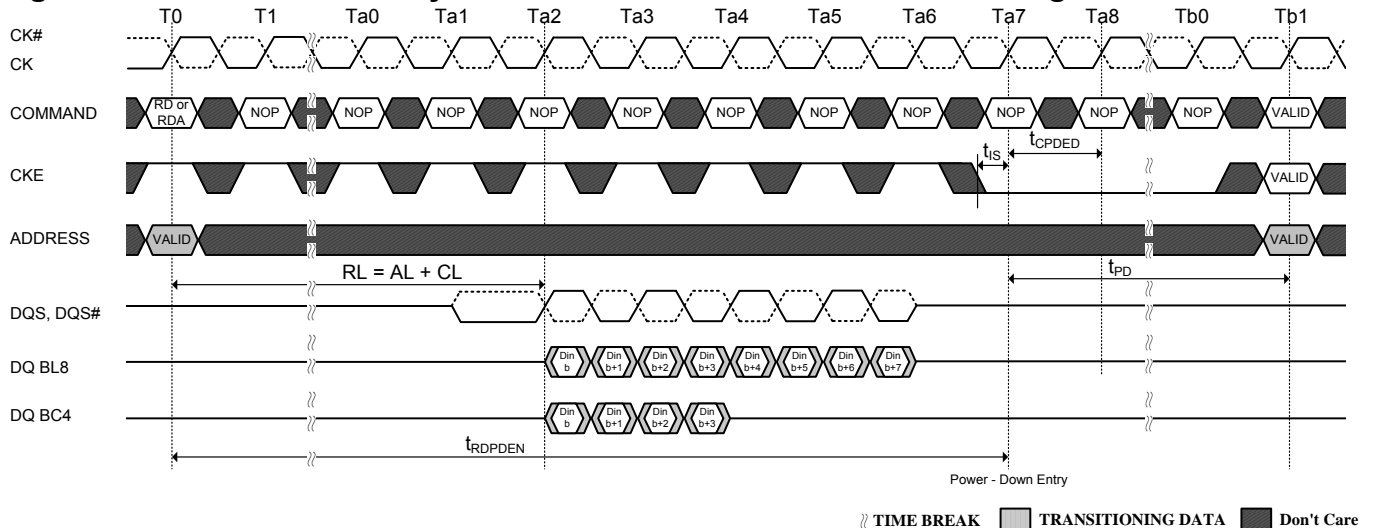 T0 T1 Ta0 Ta1 Ta2 Ta3 Ta4 Ta5 Ta6 Ta7 Ta8 Tb0 Tb1
CK#
CK
COMMAND
RD or RDA
NOP NOP NOP NOP NOP NOP NOP NOP NOP NOP NOP VALID
tIS
tCPDED
CKE
VALID
ADDRESS
VALID
VALID
RL = AL + CL
tPD
DQS, DQS#
DQ BL8
Din b Din b+1 Din b+2 Din b+3 Din b+4 Din b+5 Din b+6 Din b+7
DQ BC4
Din b Din b+1 Din b+2 Din b+3
tRDPDEN
Power - Down Entry
TIME BREAK TRANSITIONING DATA Don't Care